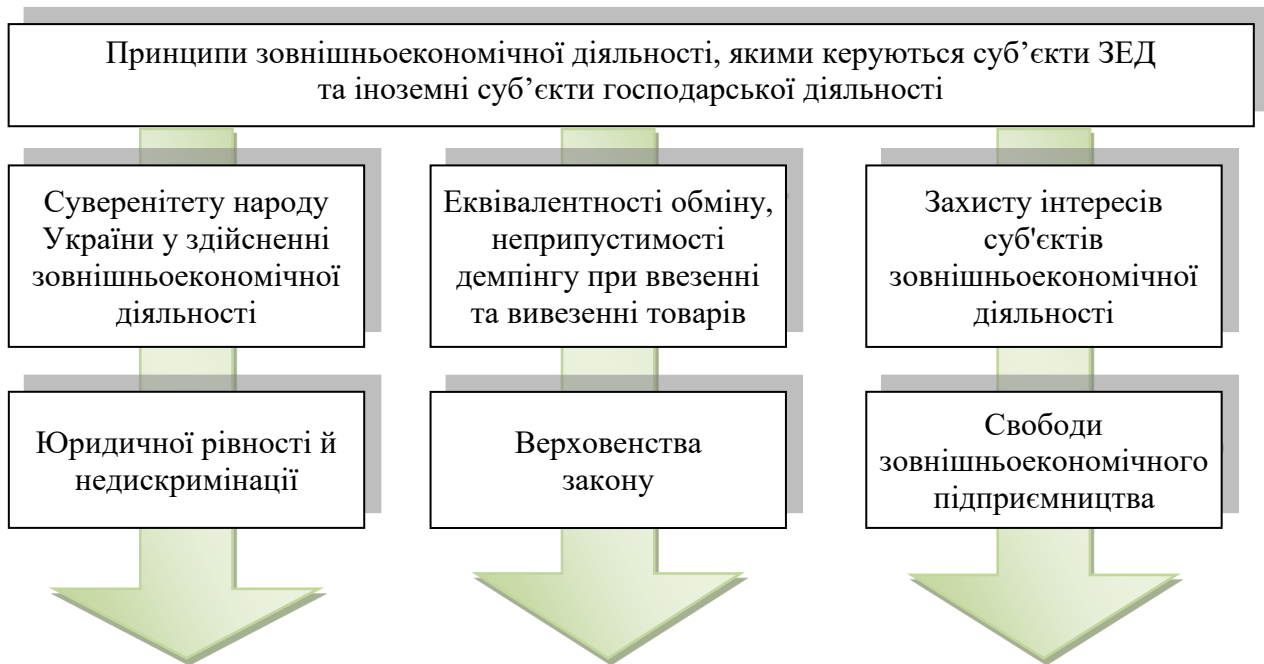 Принципи зовнішньоекономічної діяльності, якими керуються суб’єкти ЗЕД
та іноземні суб’єкти господарської діяльності
Суверенітету народу
України у здійсненні
зовнішньоекономічної
діяльності
Еквівалентності обміну,
неприпустимості
демпінгу при ввезенні
та вивезенні товарів
Захисту інтересів
суб'єктів
зовнішньоекономічної
діяльності
Юридичної рівності й
недискримінації
Верховенства
закону
Свободи
зовнішньоекономічного
підприємництва